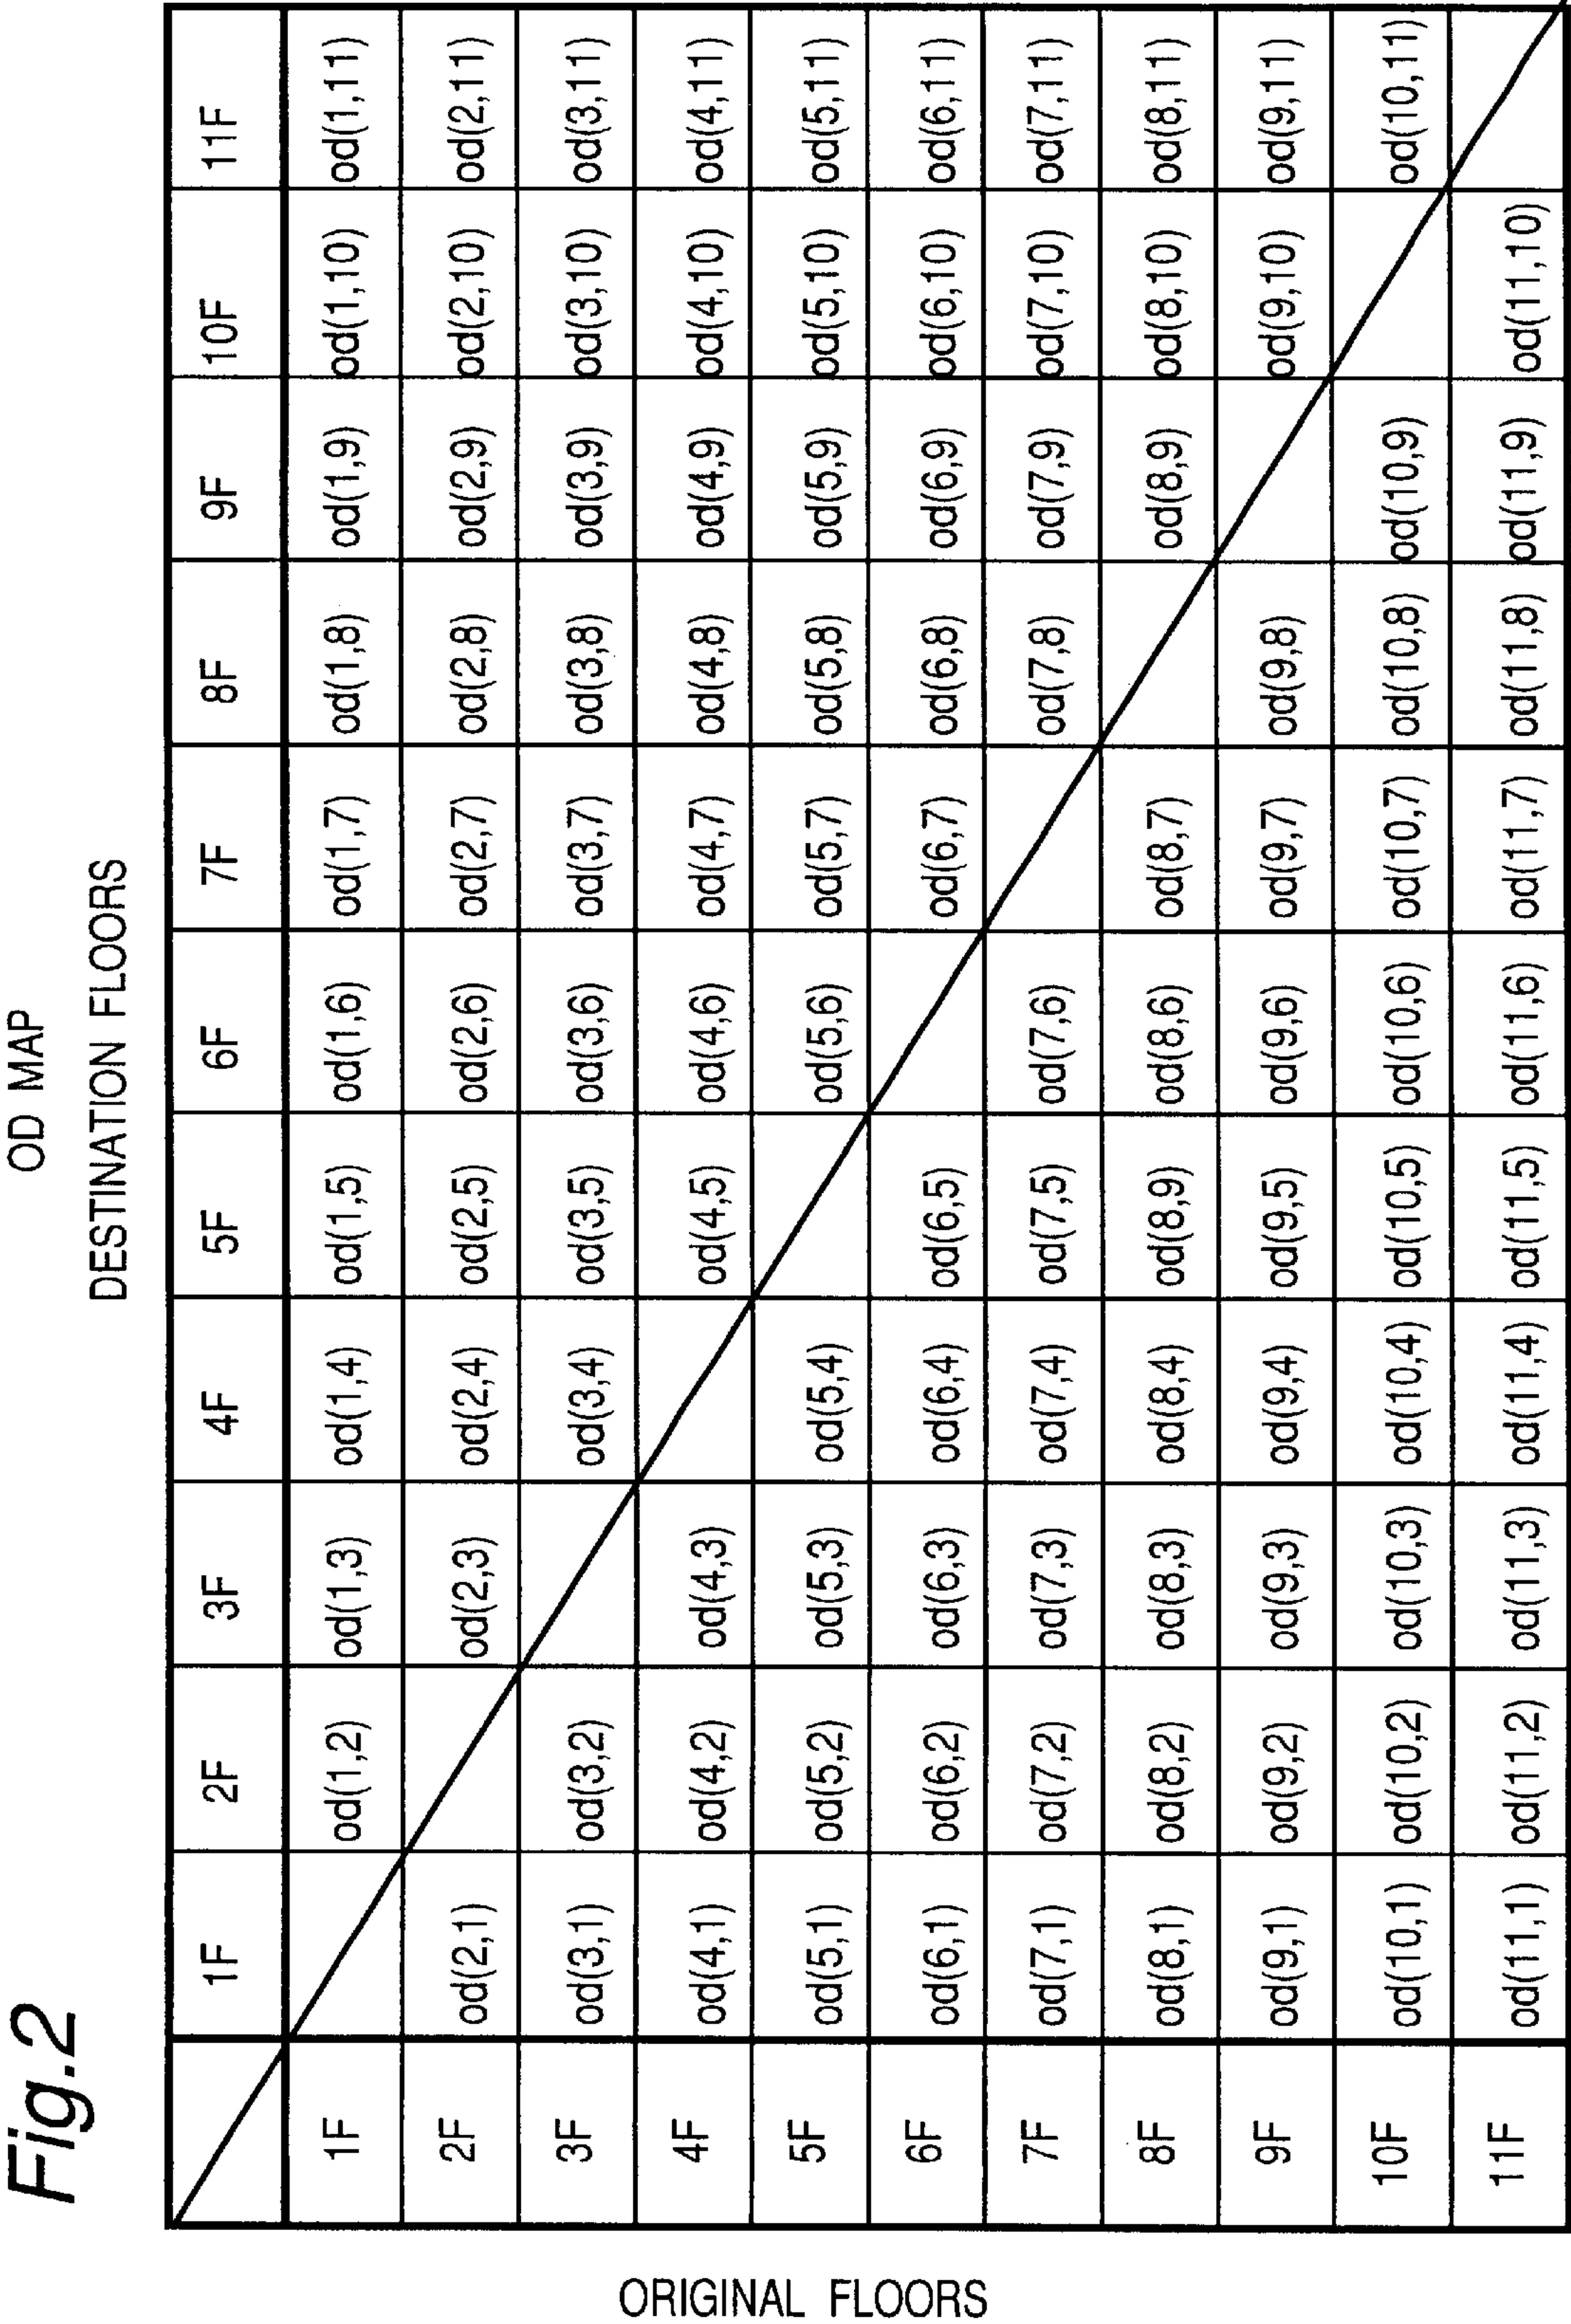 Fig.2
OD MAP
DESTINATION FLOORS
1F 2F 3F 4F 5F 6F 7F 8F 9F 10F 11F
ORIGINAL FLOORS
1F od(1,2) od(1,3) od(1,4) od(1,5) od(1,6) od(1,7) od(1,8) od(1,9) od(1,10) od(1,11)
2F od(2,1) od(2,3) od(2,4) od(2,5) od(2,6) od(2,7) od(2,8) od(2,9) od(2,10) od(2,11)
3F od(3,1) od(3,2) od(3,4) od(3,5) od(3,6) od(3,7) od(3,8) od(3,9) od(3,10) od(3,11)
4F od(4,1) od(4,2) od(4,3) od(4,5) od(4,6) od(4,7) od(4,8) od(4,9) od(4,10) od(4,11)
5F od(5,1) od(5,2) od(5,3) od(5,4) od(5,6) od(5,7) od(5,8) od(5,9) od(5,10) od(5,11)
6F od(6,1) od(6,2) od(6,3) od(6,4) od(6,5) od(6,7) od(6,8) od(6,9) od(6,10) od(6,11)
7F od(7,1) od(7,2) od(7,3) od(7,4) od(7,5) od(7,6) od(7,8) od(7,9) od(7,10) od(7,11)
8F od(8,1) od(8,2) od(8,3) od(8,4) od(8,9) od(8,6) od(8,7) od(8,9) od(8,10) od(8,11)
9F od(9,1) od(9,2) od(9,3) od(9,4) od(9,5) od(9,6) od(9,7) od(9,8) od(9,10) od(9,11)
10F od(10,1) od(10,2) od(10,3) od(10,4) od(10,5) od(10,6) od(10,7) od(10,8) od(10,9) od(10,11)
11F od(11,1) od(11,2) od(11,3) od(11,4) od(11,5) od(11,6) od(11,7) od(11,8) od(11,9) od(11,10)